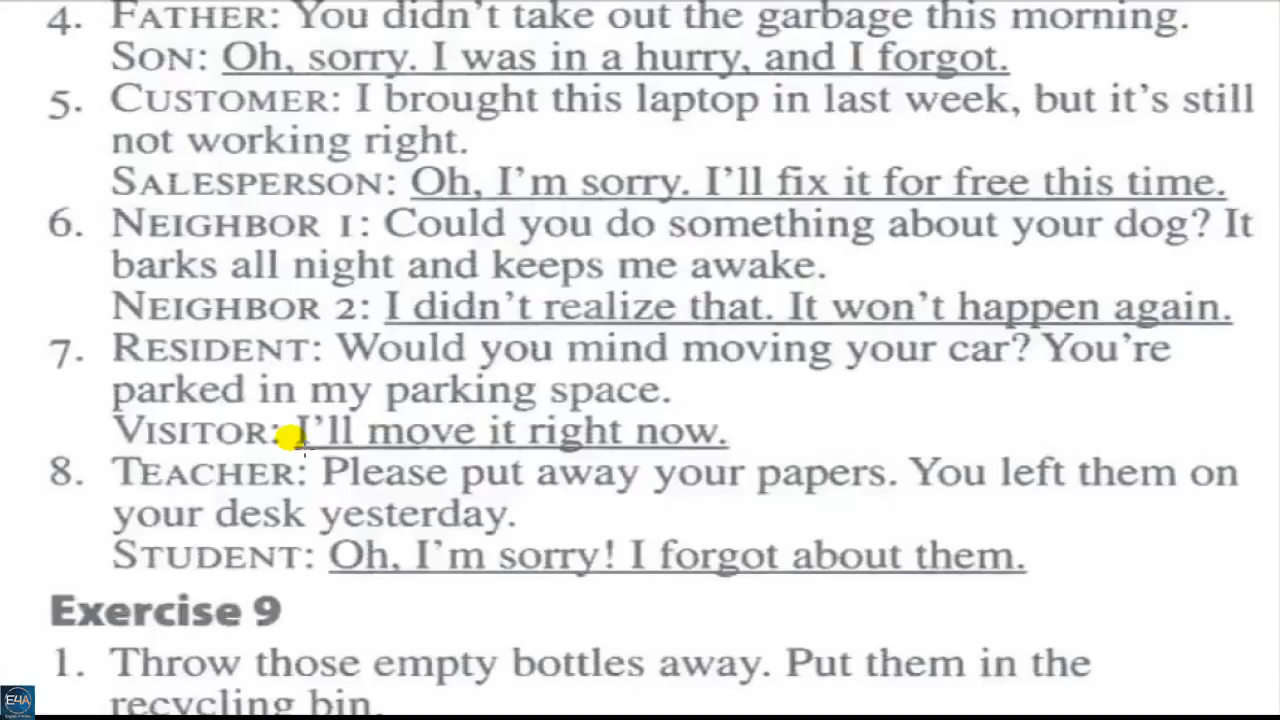 4. FATHER: You didn't take out the garbage this morning.
SON: Oh, sorry. I was in a hurry, and I forgot.
5. CUSTOMER: I brought this laptop in last week, but it's still
not working right.
SALESPERSON: Oh, I'm sorry. I'll fix it for free this time.
6. NEIGHBOR 1: Could you do something about your dog? It
barks all night and keeps me awake.
NEIGHBOR 2: I didn't realize that. It won't happen again.
7. RESIDENT: Would you mind moving your car? You're
parked in my parking space.
VISITOR: I'll move it right now.
8. TEACHER: Please put away your papers. You left them on
your desk yesterday.
STUDENT: Oh, I'm sorry! I forgot about them.
Exercise 9
1. Throw those empty bottles away. Put them in the
recycling bin.
E4A